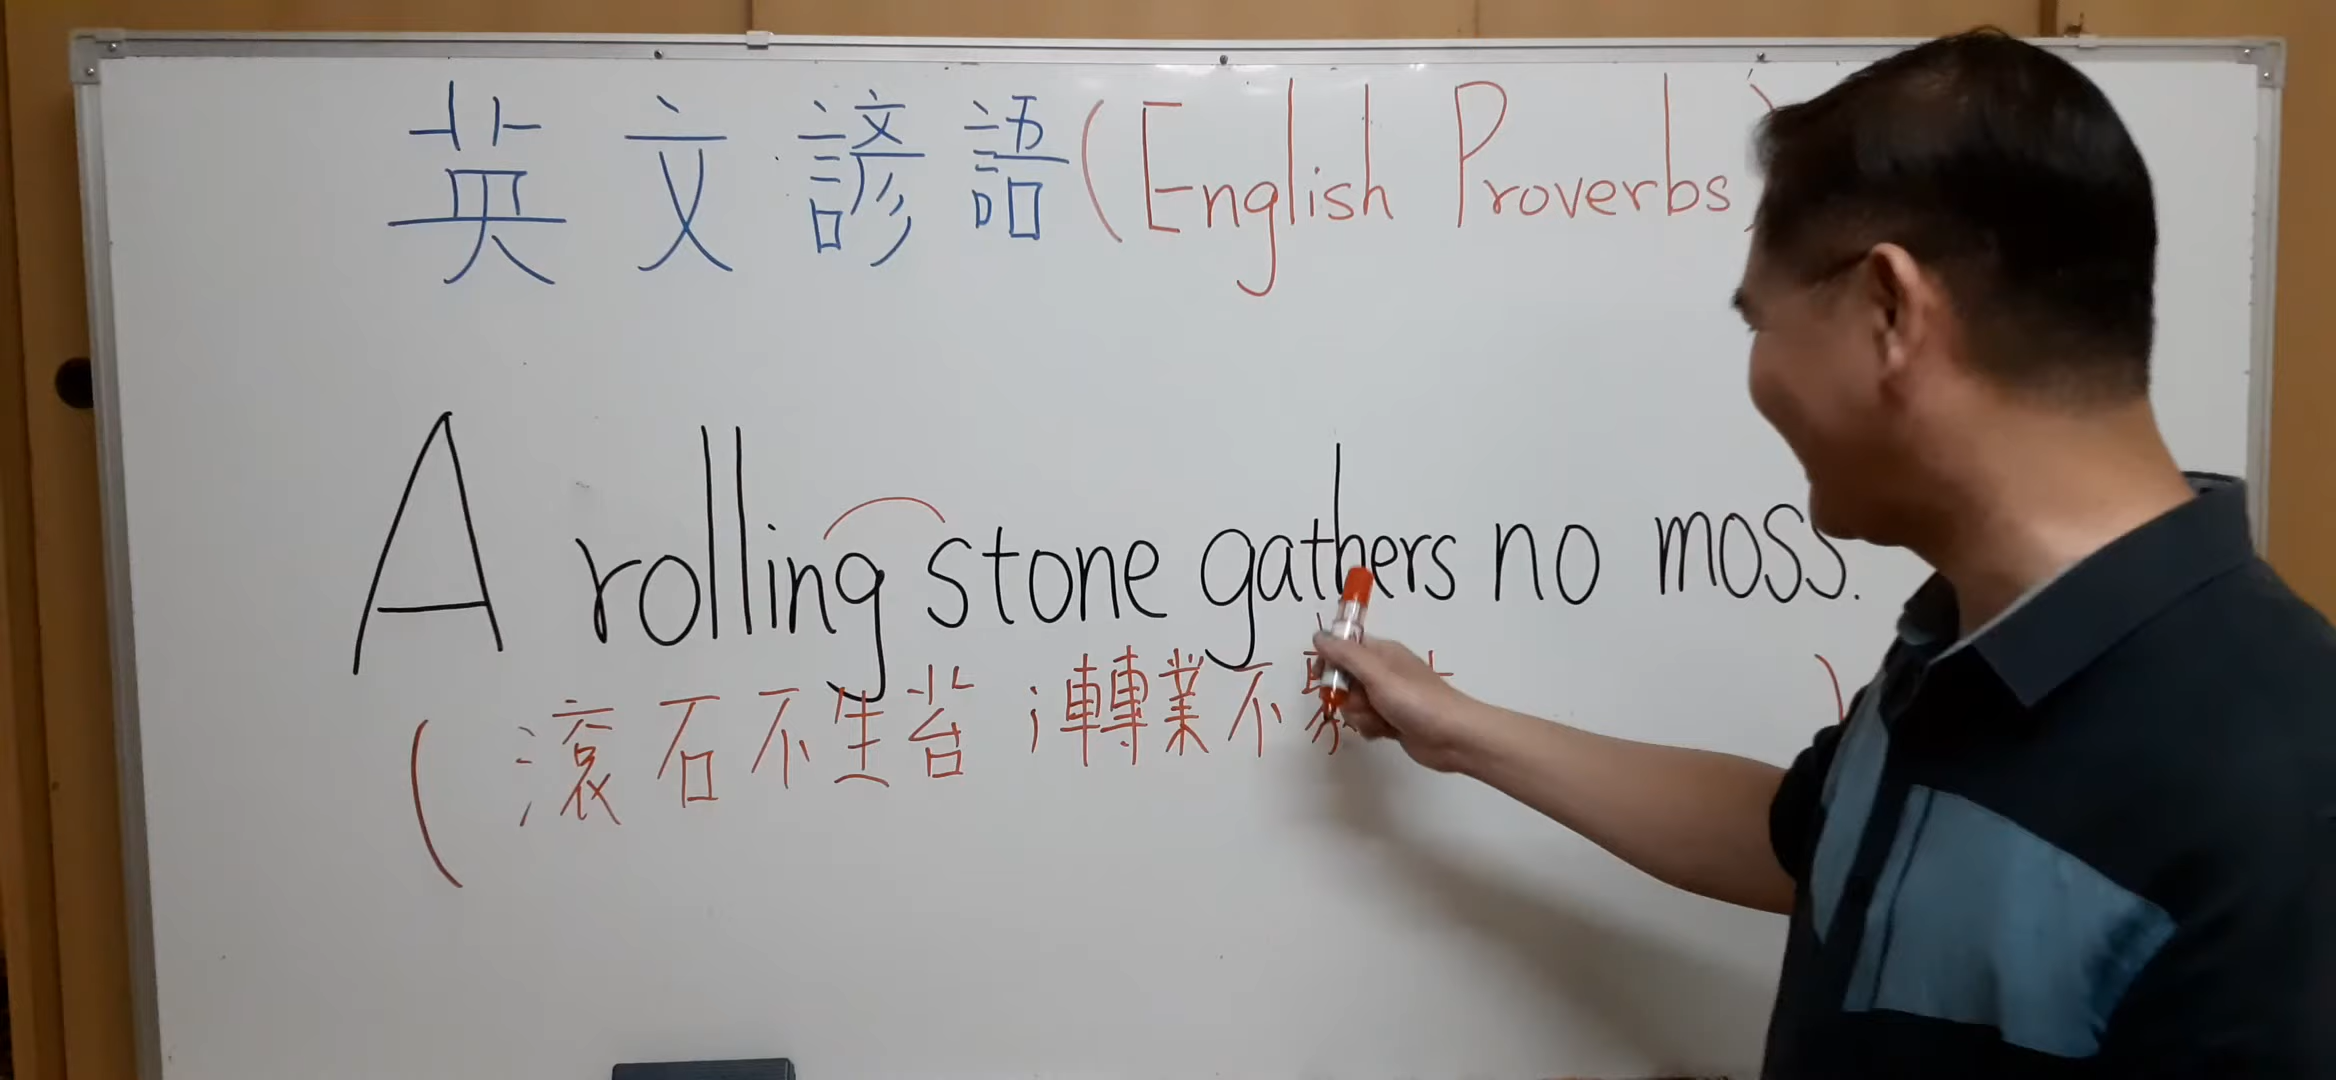 英文諺語(English Proverbs)
A rolling stone gathers no moss.
(滾石不生苔;轉業不聚 )